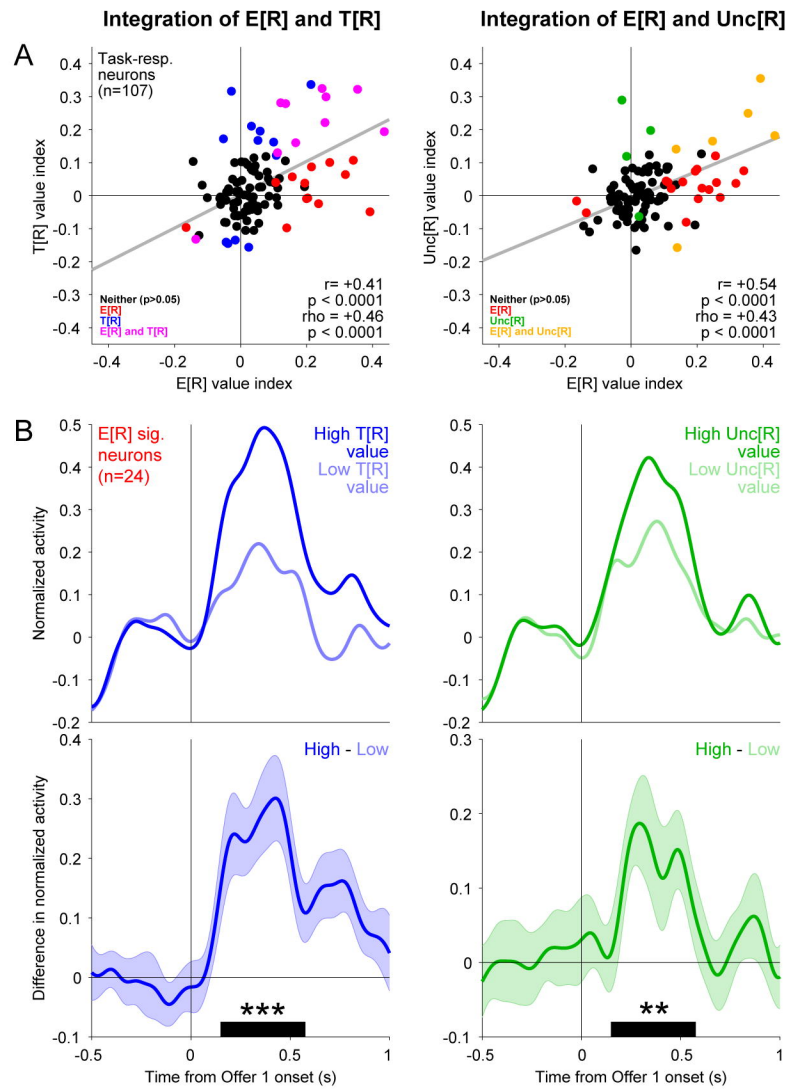 Integration of E[R] and T[R]
Integration of E[R] and Unc[R]
A
Task-resp.
neurons
(n=107)
0.4
0.3
0.2
0.1
0
-0.1
-0.2
-0.3
-0.4
T[R] value index
Neither (p>0.05)
E[R]
T[R]
E[R] and T[R]
r= +0.41
p < 0.0001
rho = +0.46
p < 0.0001
-0.4 -0.2 0 0.2 0.4
E[R] value index
0.4
0.3
0.2
0.1
0
-0.1
-0.2
-0.3
-0.4
Unc[R] value index
Neither (p>0.05)
E[R]
Unc[R]
E[R] and Unc[R]
r= +0.54
p < 0.0001
rho = +0.43
p < 0.0001
-0.4 -0.2 0 0.2 0.4
E[R] value index
B
E[R] sig.
neurons
(n=24)
High T[R]
value
Low T[R]
value
0.5
0.4
0.3
0.2
0.1
0
-0.1
-0.2
Normalized activity
High Unc[R]
value
Low Unc[R]
value
0.5
0.4
0.3
0.2
0.1
0
-0.1
-0.2
High - Low
0.4
0.3
0.2
0.1
0
-0.1
Difference in normalized activity
***
-0.5 0 0.5 1
Time from Offer 1 onset (s)
High - Low
0.3
0.2
0.1
0
-0.1
**
-0.5 0 0.5 1
Time from Offer 1 onset (s)